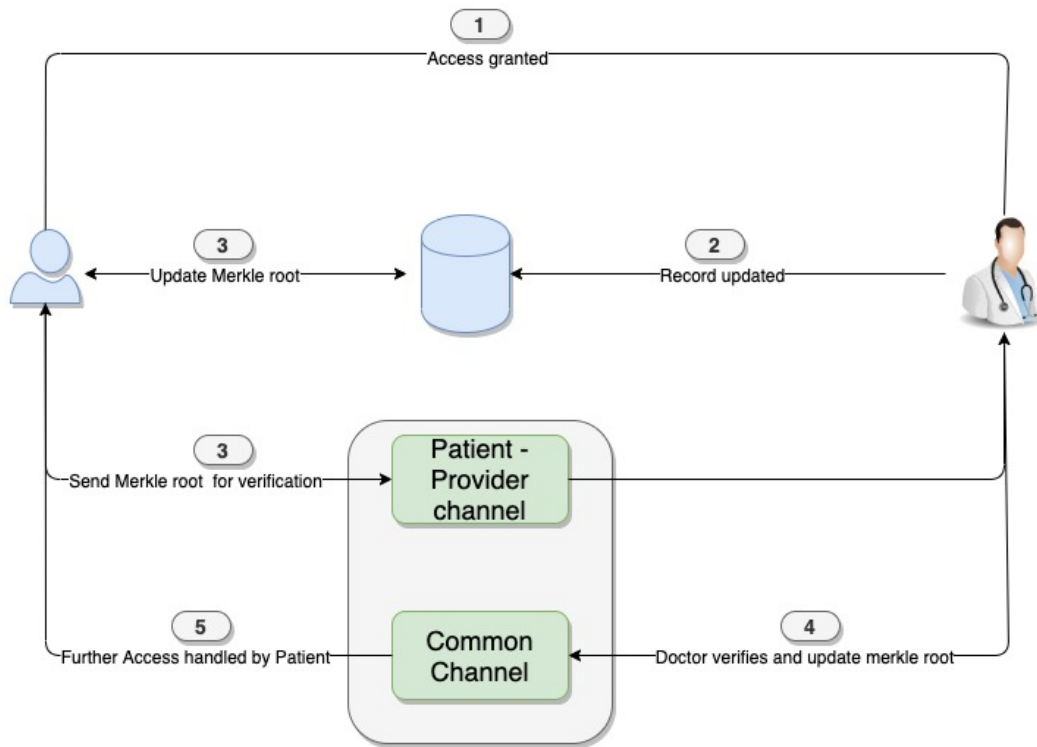 1
Access granted
3
Update Merkle root
2
Record updated
3
Send Merkle root for verification
Patient -
Provider
channel
5
Further Access handled by Patient
Common
Channel
4
Doctor verifies and update merkle root